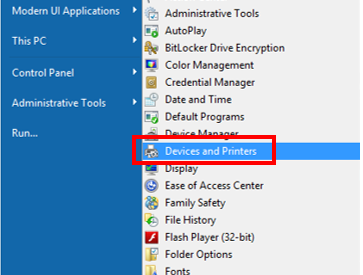 Modern UI Applications
This PC
Control Panel
Administrative Tools
Run...
Administrative Tools
AutoPlay
BitLocker Drive Encryption
Color Management
Credential Manager
Date and Time
Default Programs
Device Manager
Devices and Printers
Display
Ease of Access Center
Family Safety
File History
Flash Player (32-bit)
Folder Options
Fonts